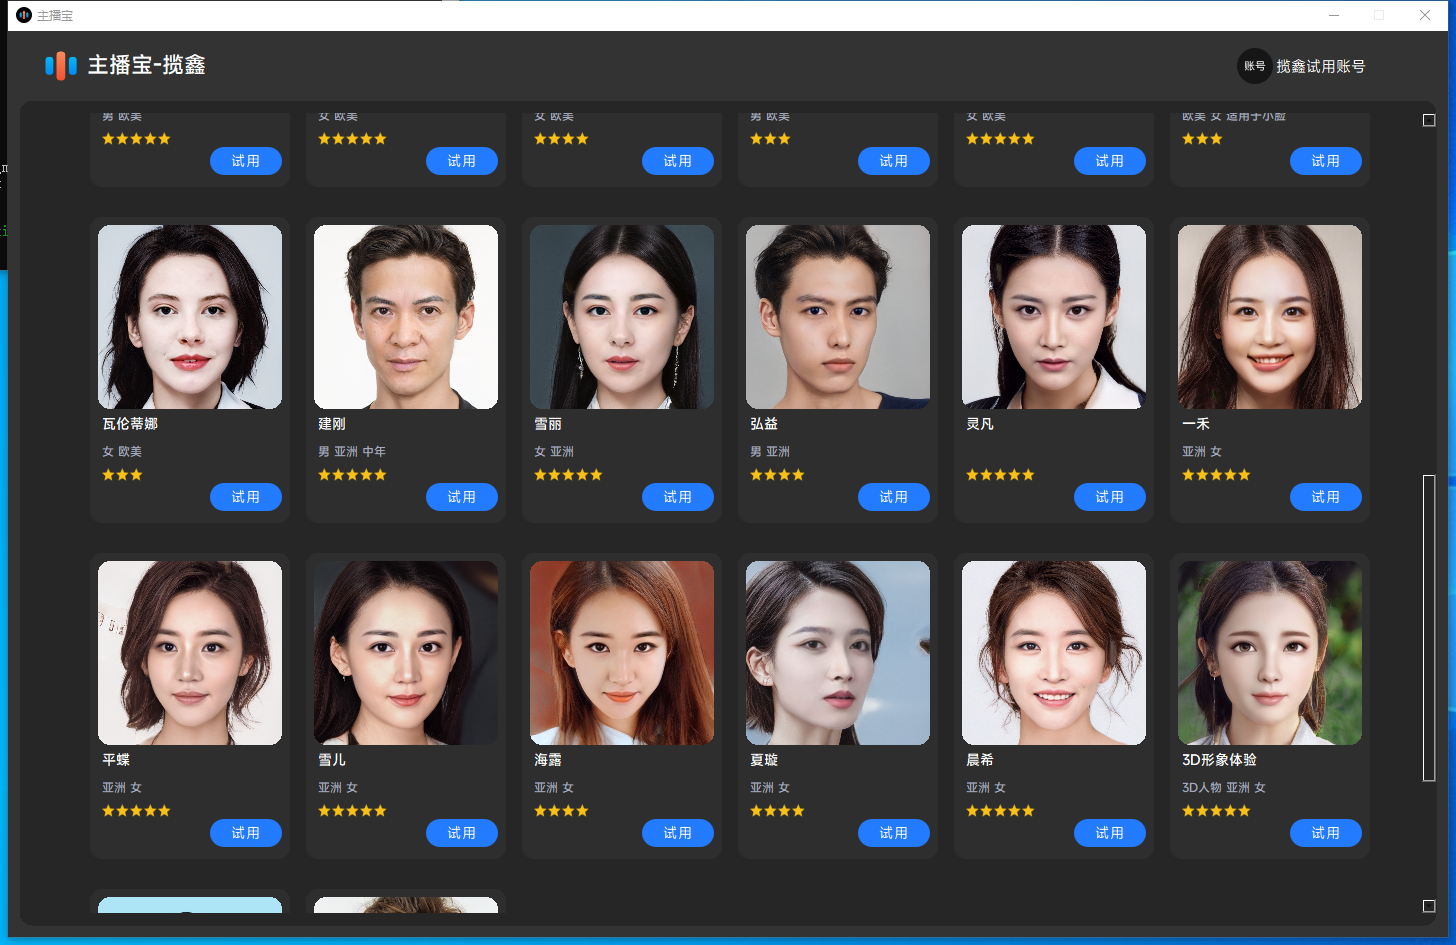 主播宝
主播宝-揽鑫
账号 揽鑫试用账号
男 欧美
试用
女 欧美
试用
女 欧美
试用
男 欧美
试用
女 欧美
试用
欧美 女 适用于小脸
试用
瓦伦蒂娜
女 欧美
试用
建刚
男 亚洲 中年
试用
雪丽
女 亚洲
试用
弘益
男 亚洲
试用
灵凡
试用
一禾
亚洲 女
试用
平蝶
亚洲 女
试用
雪儿
亚洲 女
试用
海露
亚洲 女
试用
夏璇
亚洲 女
试用
晨希
亚洲 女
试用
3D形象体验
3D人物 亚洲 女
试用